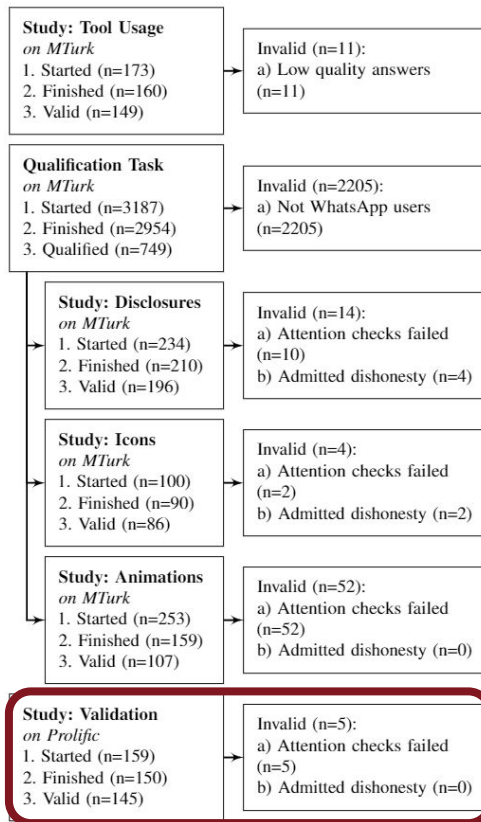 Study: Tool Usage
on MTurk
1. Started (n=173)
2. Finished (n=160)
3. Valid (n=149)
Invalid (n=11):
a) Low quality answers
(n=11)
Qualification Task
on MTurk
1. Started (n=3187)
2. Finished (n=2954)
3. Qualified (n=749)
Invalid (n=2205):
a) Not WhatsApp users
(n=2205)
Study: Disclosures
on MTurk
1. Started (n=234)
2. Finished (n=210)
3. Valid (n=196)
Invalid (n=14):
a) Attention checks failed
(n=10)
b) Admitted dishonesty (n=4)
Study: Icons
on MTurk
1. Started (n=100)
2. Finished (n=90)
3. Valid (n=86)
Invalid (n=4):
a) Attention checks failed
(n=2)
b) Admitted dishonesty (n=2)
Study: Animations
on MTurk
1. Started (n=253)
2. Finished (n=159)
3. Valid (n=107)
Invalid (n=52):
a) Attention checks failed
(n=52)
b) Admitted dishonesty (n=0)
Study: Validation
on Prolific
1. Started (n=159)
2. Finished (n=150)
3. Valid (n=145)
Invalid (n=5):
a) Attention checks failed
(n=5)
b) Admitted dishonesty (n=0)